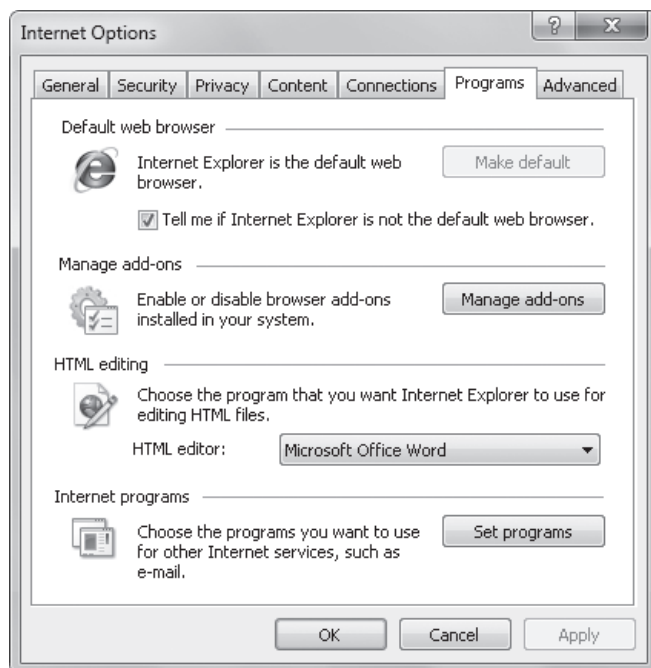 Internet Options
General Security Privacy Content Connections Programs Advanced
Default web browser
Internet Explorer is the default web
browser.
Make default
Tell me if Internet Explorer is not the default web browser.
Manage add-ons
Enable or disable browser add-ons
installed in your system.
Manage add-ons
HTML editing
Choose the program that you want Internet Explorer to use for
editing HTML files.
HTML editor:
Microsoft Office Word
Internet programs
Choose the programs you want to use
for other Internet services, such as
e-mail.
Set programs
OK Cancel Apply